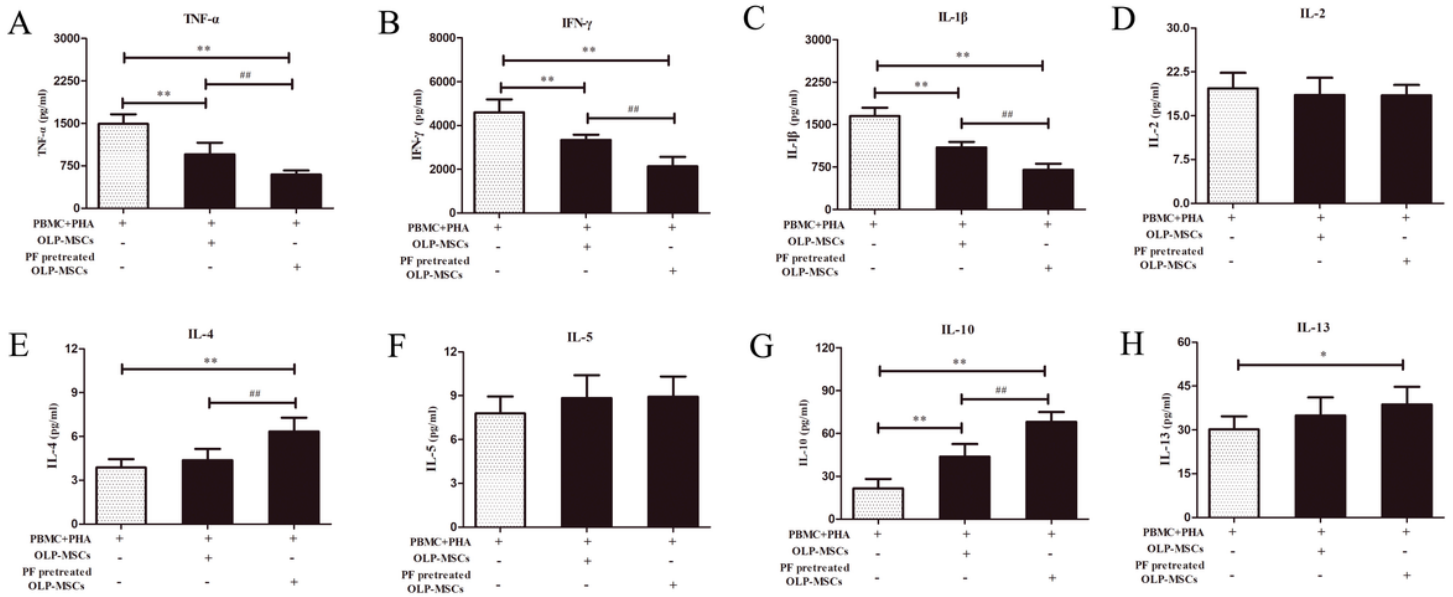 A
TNF-α
TNF-α (pg/ml)
3000
2250
1500
750
0
**
##
**
PBMC+PHA + + +
OLP-MSCs - + -
PF pretreated
OLP-MSCs - - +
B
IFN-γ
IFN-γ (pg/ml)
8000
6000
4000
2000
0
**
**
##
PBMC+PHA + + +
OLP-MSCs - + -
PF pretreated
OLP-MSCs - - +
C
IL-1β
IL-1β (pg/ml)
3000
2250
1500
750
0
**
**
##
PBMC+PHA + + +
OLP-MSCs - + -
PF pretreated
OLP-MSCs - - +
D
IL-2
IL-2 (pg/ml)
30.0
22.5
15.0
7.5
0.0
PBMC+PHA + + +
OLP-MSCs - + -
PF pretreated
OLP-MSCs - - +
E
IL-4
IL-4 (pg/ml)
12
9
6
3
0
**
##
PBMC+PHA + + +
OLP-MSCs - + -
PF pretreated
OLP-MSCs - - +
F
IL-5
IL-5 (pg/ml)
12
9
6
3
0
PBMC+PHA + + +
OLP-MSCs - + -
PF pretreated
OLP-MSCs - - +
G
IL-10
IL-10 (pg/ml)
120
90
60
30
0
**
##
**
PBMC+PHA + + +
OLP-MSCs - + -
PF pretreated
OLP-MSCs - - +
H
IL-13
IL-13 (pg/ml)
60
45
30
15
0
*
PBMC+PHA + + +
OLP-MSCs - + -
PF pretreated
OLP-MSCs - - +